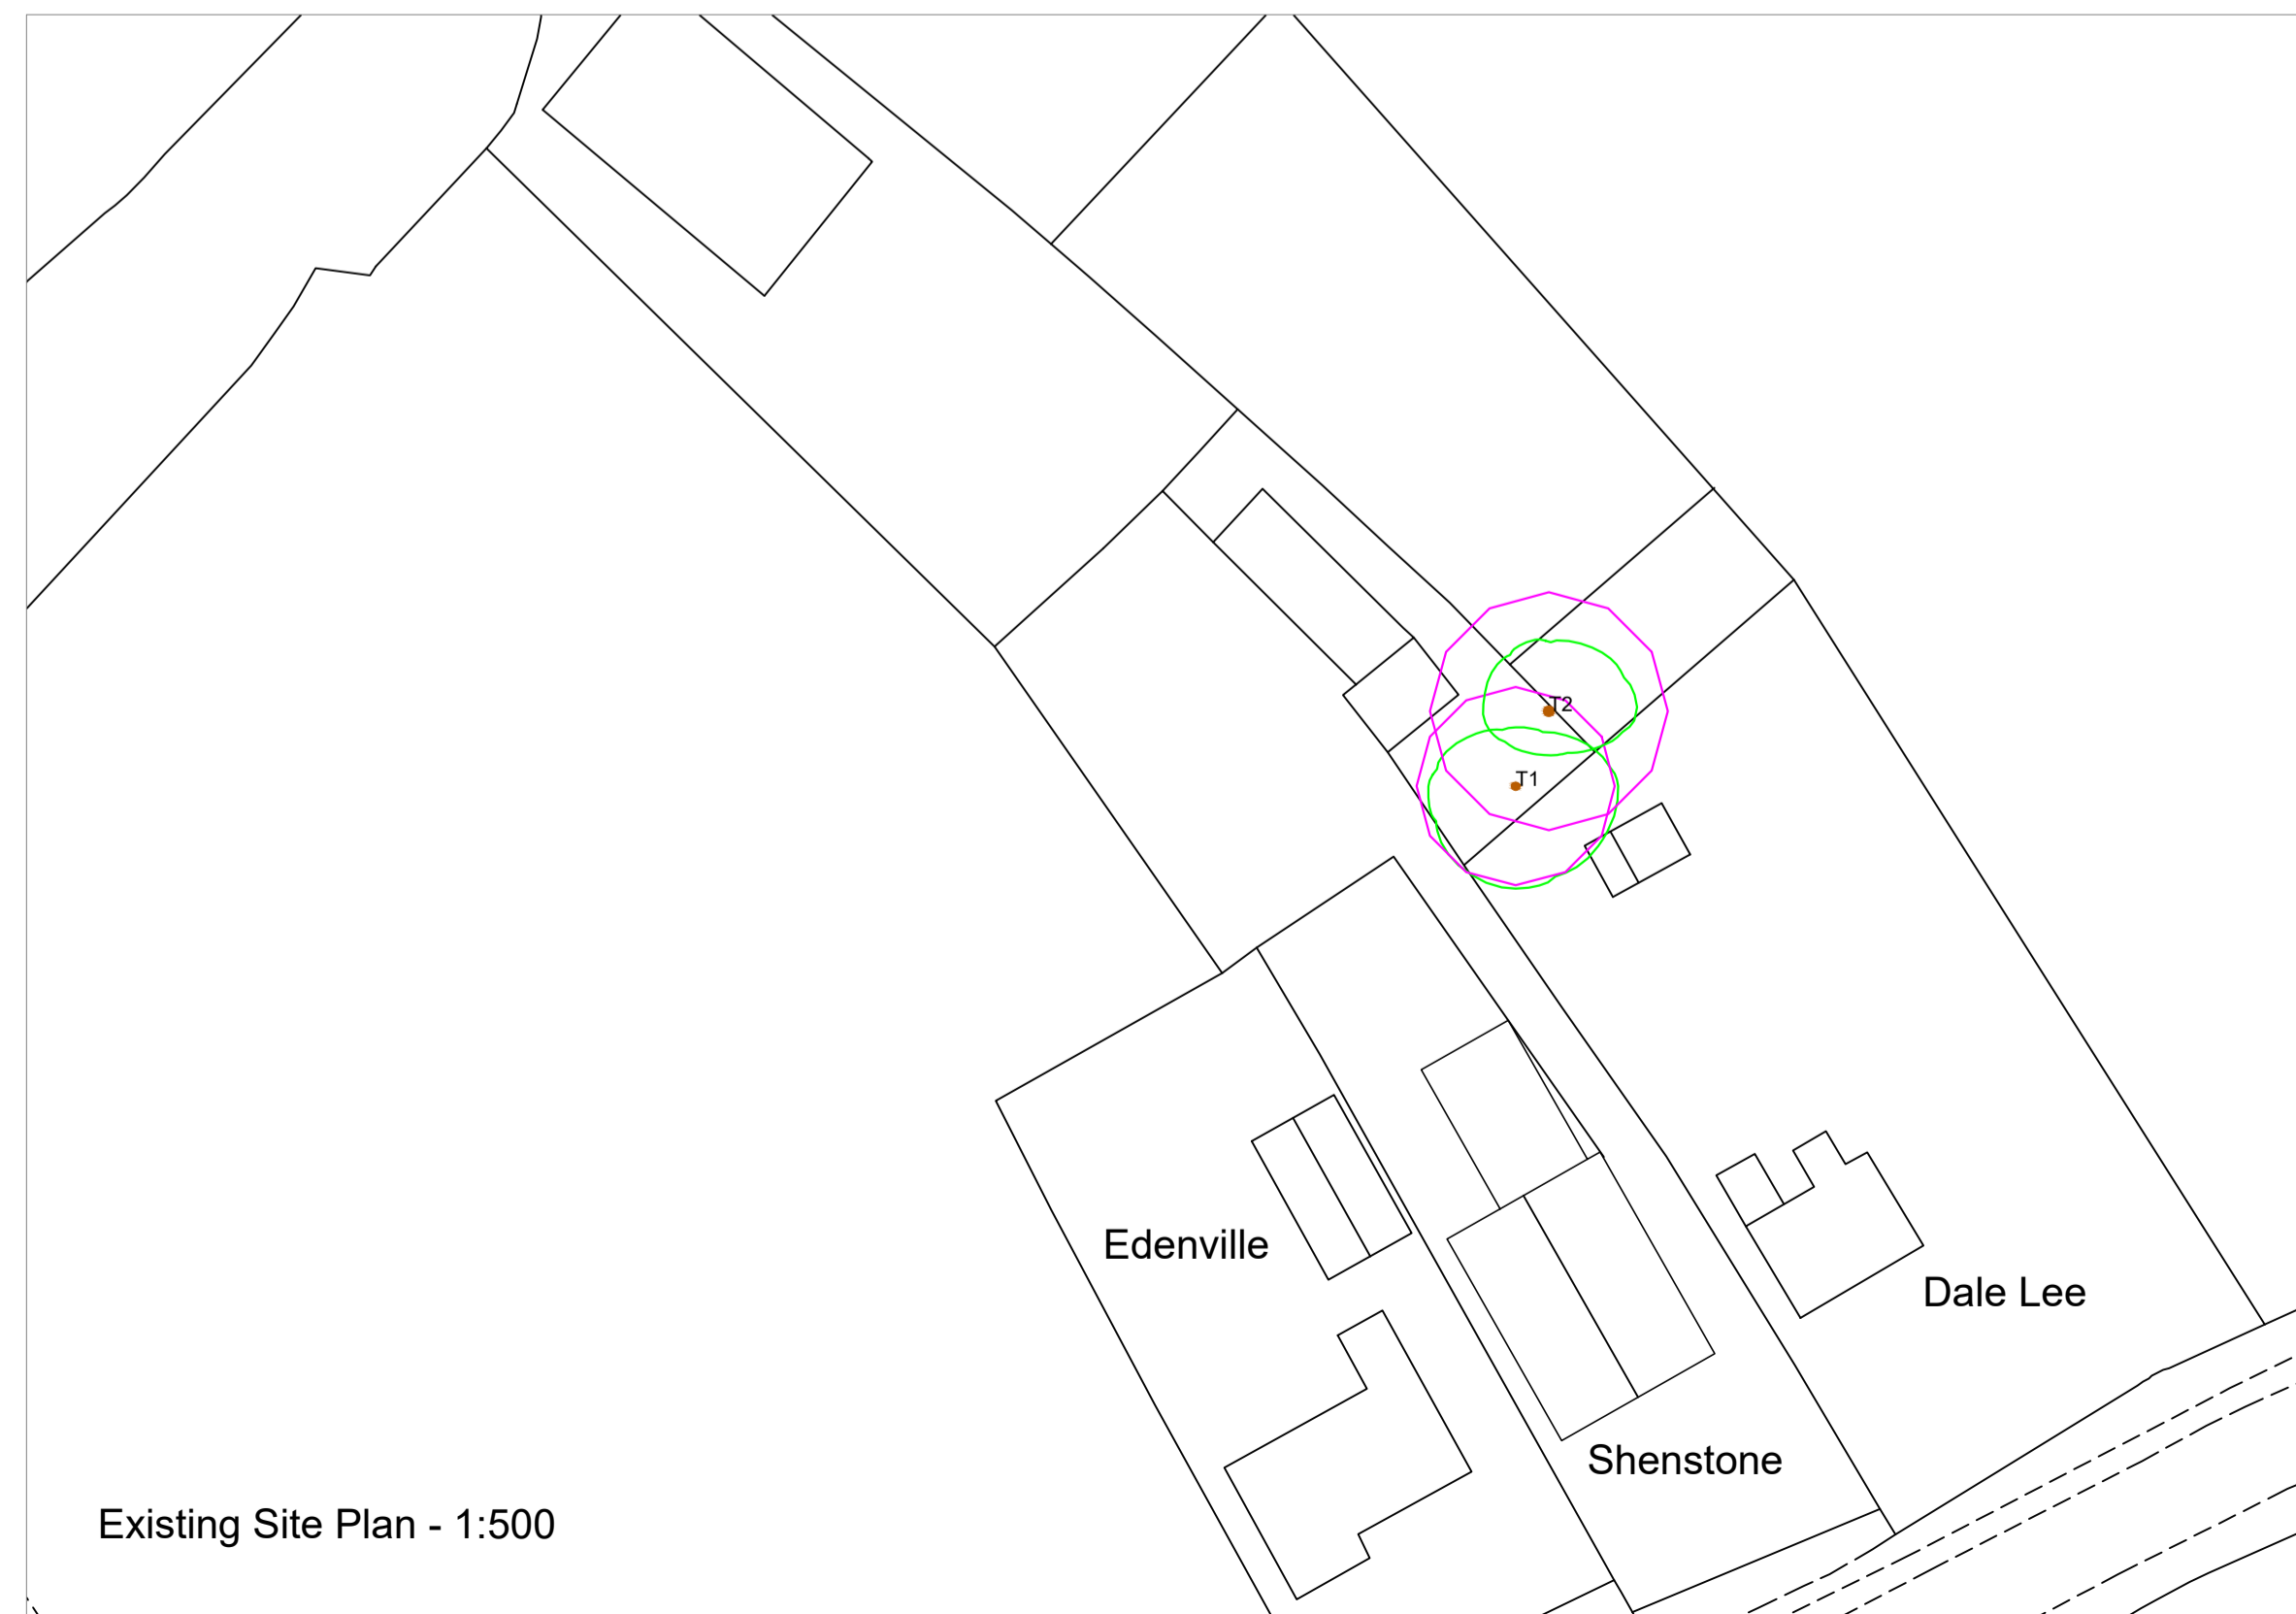 T2
T1
Edenville
Dale Lee
Shenstone
Existing Site Plan - 1:500